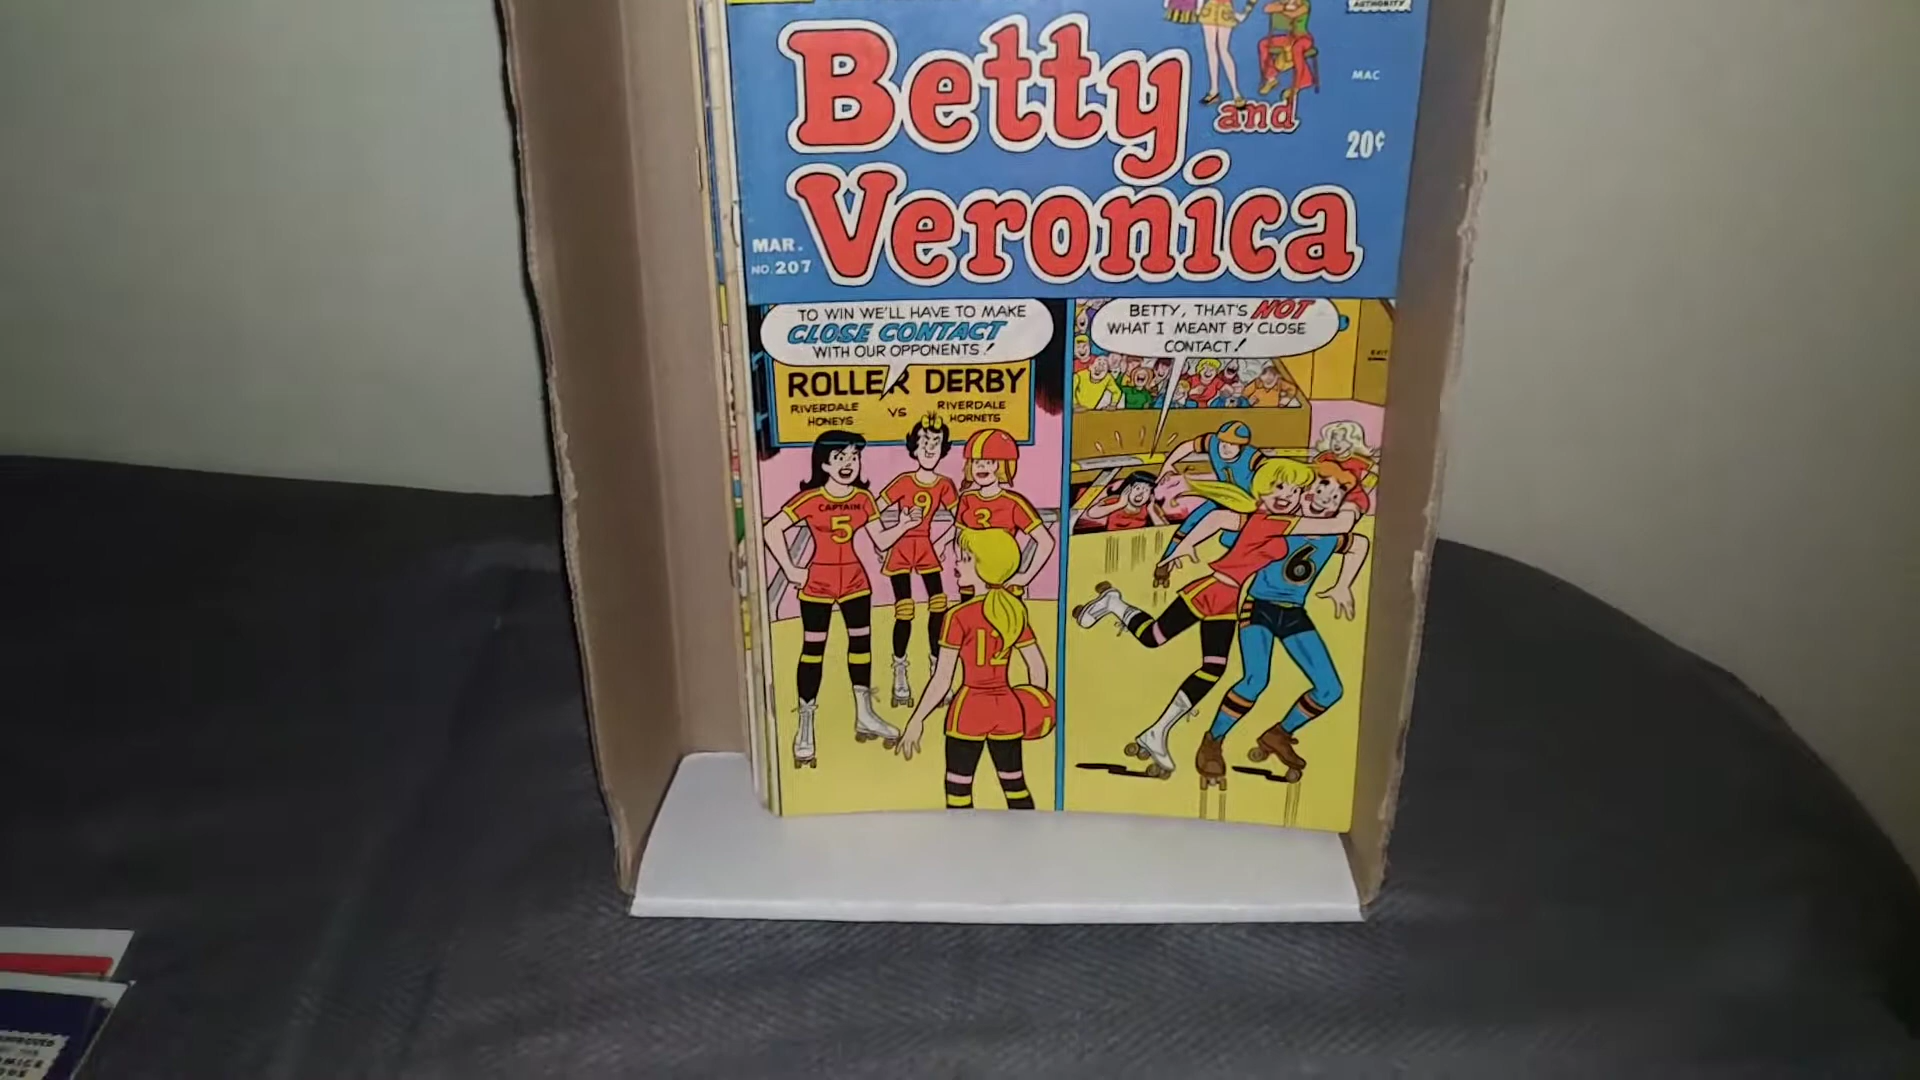 AUTHORITY
Betty
and
MAC
20¢
Veronica
MAR.
NO. 207
TO WIN WE'LL HAVE TO MAKE
CLOSE CONTACT
WITH OUR OPPONENTS!
BETTY, THAT'S NOT
WHAT I MEANT BY CLOSE
CONTACT!
ROLLER DERBY
RIVERDALE
HONEYS
VS
RIVERDALE
HORNETS
EXIT
CAPTAIN
5
9
3
12
6